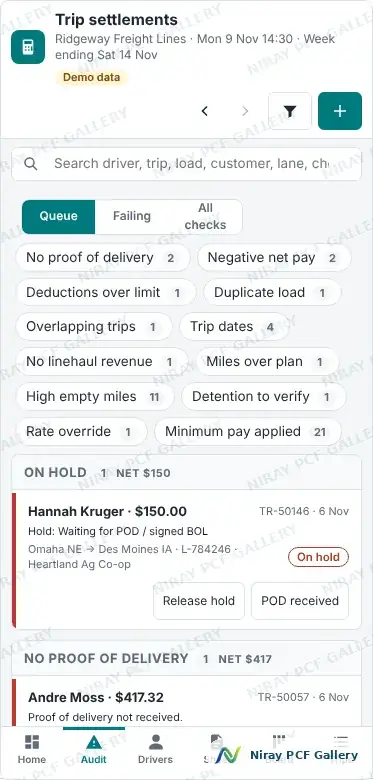 Trip settlements
Ridgeway Freight Lines · Mon 9 Nov 14:30 · Week
ending Sat 14 Nov
Demo data
Search driver, trip, load, customer, lane, ch
Queue
Failing
All
checks
No proof of delivery 2
Negative net pay 2
Deductions over limit 1
Duplicate load 1
Overlapping trips 1
Trip dates 4
No linehaul revenue 1
Miles over plan 1
High empty miles 11
Detention to verify 1
Rate override 1
Minimum pay applied 21
ON HOLD 1 NET $150
Hannah Kruger · $150.00
TR-50146 · 6 Nov
Hold: Waiting for POD / signed BOL
Omaha NE → Des Moines IA · L-784246 ·
Heartland Ag Co-op
On hold
Release hold
POD received
NO PROOF OF DELIVERY 1 NET $417
Andre Moss · $417.32
TR-50057 · 6 Nov
Proof of delivery not received.
Home
Audit
Drivers
Niray PCF Gallery
NIRAY PCF GALLERY